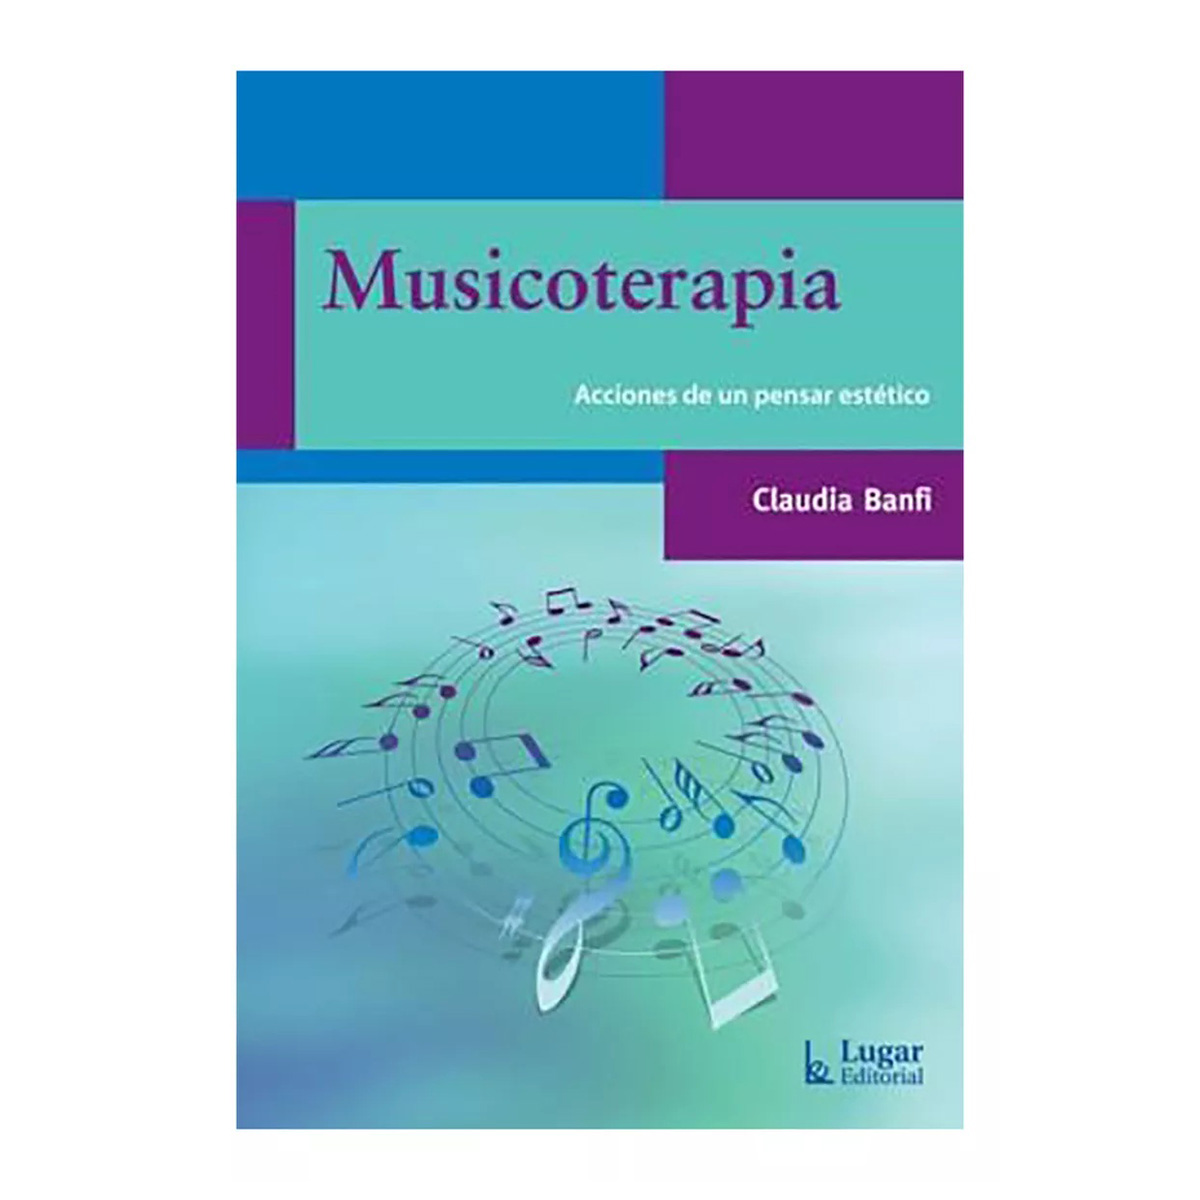 Musicoterapia
Acciones de un pensar estético
Claudia Banfi
Lugar
Editorial